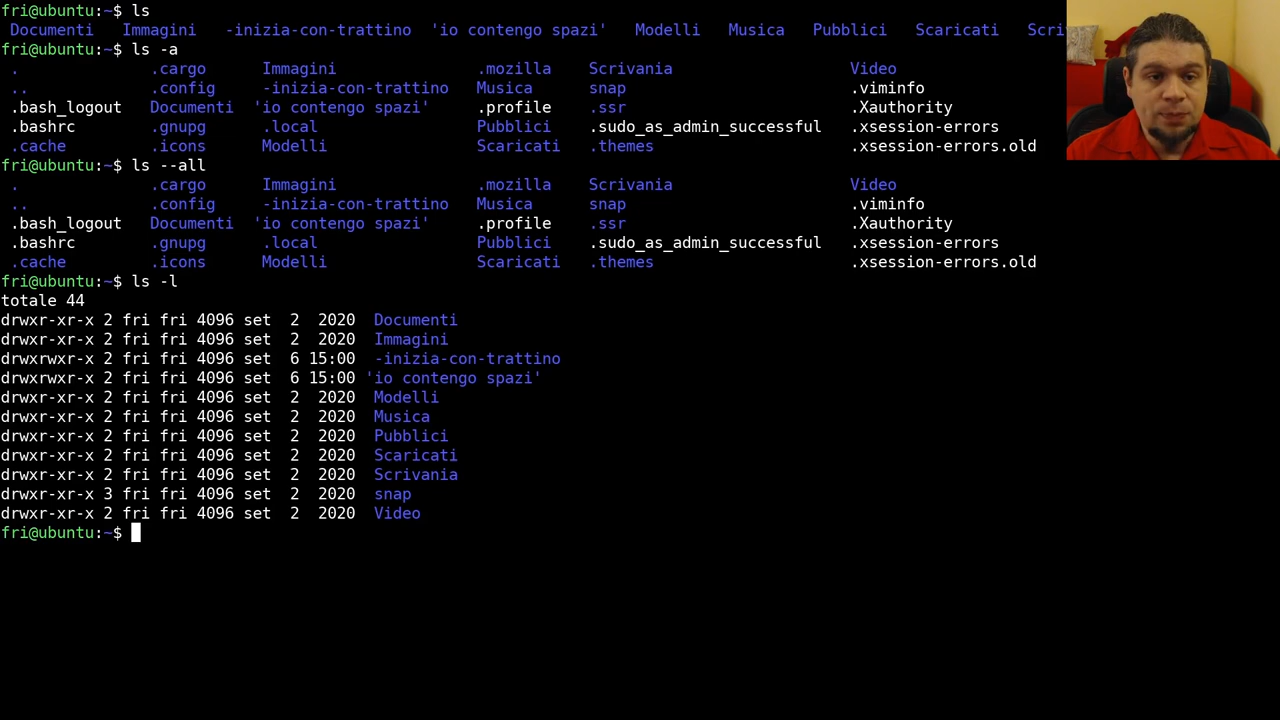 fri@ubuntu:~$ ls
Documenti Immagini -inizia-con-trattino 'io contengo spazi' Modelli Musica Pubblici Scaricati Scri
fri@ubuntu:~$ ls -a
. .cargo Immagini .mozilla Scrivania Video
.. .config -inizia-con-trattino Musica snap .viminfo
.bash_logout Documenti 'io contengo spazi' .profile .ssr .Xauthority
.bashrc .gnupg .local Pubblici .sudo_as_admin_successful .xsession-errors
.cache .icons Modelli Scaricati .themes .xsession-errors.old
fri@ubuntu:~$ ls --all
. .cargo Immagini .mozilla Scrivania Video
.. .config -inizia-con-trattino Musica snap .viminfo
.bash_logout Documenti 'io contengo spazi' .profile .ssr .Xauthority
.bashrc .gnupg .local Pubblici .sudo_as_admin_successful .xsession-errors
.cache .icons Modelli Scaricati .themes .xsession-errors.old
fri@ubuntu:~$ ls -l
totale 44
drwxr-xr-x 2 fri fri 4096 set 2 2020 Documenti
drwxr-xr-x 2 fri fri 4096 set 2 2020 Immagini
drwxrwxr-x 2 fri fri 4096 set 6 15:00 -inizia-con-trattino
drwxrwxr-x 2 fri fri 4096 set 6 15:00 'io contengo spazi'
drwxr-xr-x 2 fri fri 4096 set 2 2020 Modelli
drwxr-xr-x 2 fri fri 4096 set 2 2020 Musica
drwxr-xr-x 2 fri fri 4096 set 2 2020 Pubblici
drwxr-xr-x 2 fri fri 4096 set 2 2020 Scaricati
drwxr-xr-x 2 fri fri 4096 set 2 2020 Scrivania
drwxr-xr-x 3 fri fri 4096 set 2 2020 snap
drwxr-xr-x 2 fri fri 4096 set 2 2020 Video
fri@ubuntu:~$